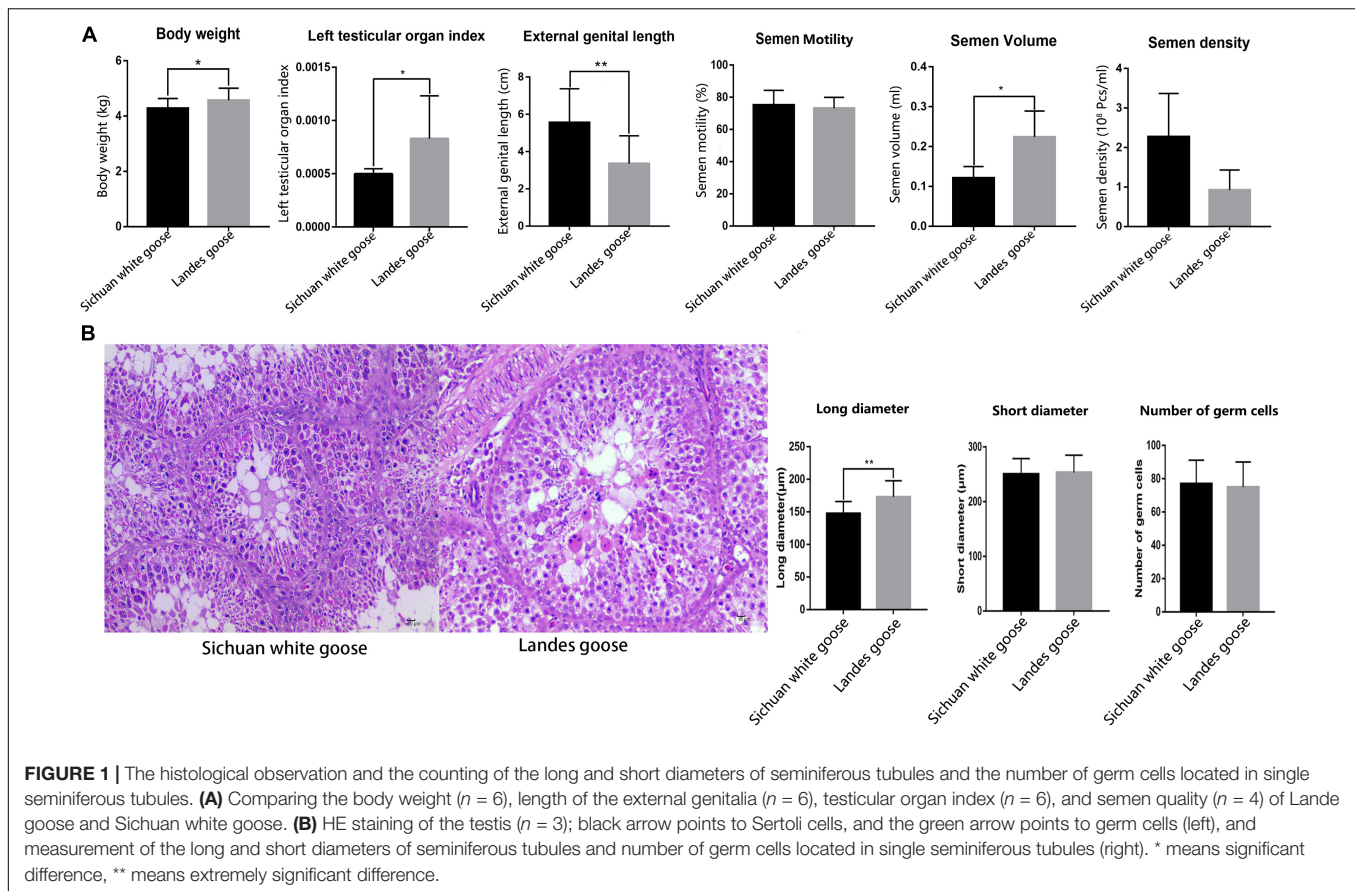 A
Body weight
Body weight (kg)
6
4
2
0
*
Sichuan white goose
Landes goose
Left testicular organ index
Left testicular organ index
0.0015
0.0010
0.0005
0.0000
*
Sichuan white goose
Landes goose
External genital length
External genital length (cm)
8
6
4
2
0
**
Sichuan white goose
Landes goose
Semen Motility
Semen motility (%)
100
80
60
40
20
0
Sichuan white goose
Landes goose
Semen Volume
Semen volume (ml)
0.4
0.3
0.2
0.1
0.0
*
Sichuan white goose
Landes goose
Semen density
Semen density (10⁸ Pcs/ml)
4
3
2
1
0
Sichuan white goose
Landes goose
B
Sichuan white goose
Landes goose
Long diameter
Long diameter(μm)
250
200
150
100
50
0
**
Sichuan white goose
Landes goose
Short diameter
Short diameter (μm)
300
200
100
0
Sichuan white goose
Landes goose
Number of germ cells
Number of germ cells
100
80
60
40
20
0
Sichuan white goose
Landes goose
FIGURE 1 | The histological observation and the counting of the long and short diameters of seminiferous tubules and the number of germ cells located in single
seminiferous tubules. (A) Comparing the body weight (n = 6), length of the external genitalia (n = 6), testicular organ index (n = 6), and semen quality (n = 4) of Lande
goose and Sichuan white goose. (B) HE staining of the testis (n = 3); black arrow points to Sertoli cells, and the green arrow points to germ cells (left), and
measurement of the long and short diameters of seminiferous tubules and number of germ cells located in single seminiferous tubules (right). * means significant
difference, ** means extremely significant difference.